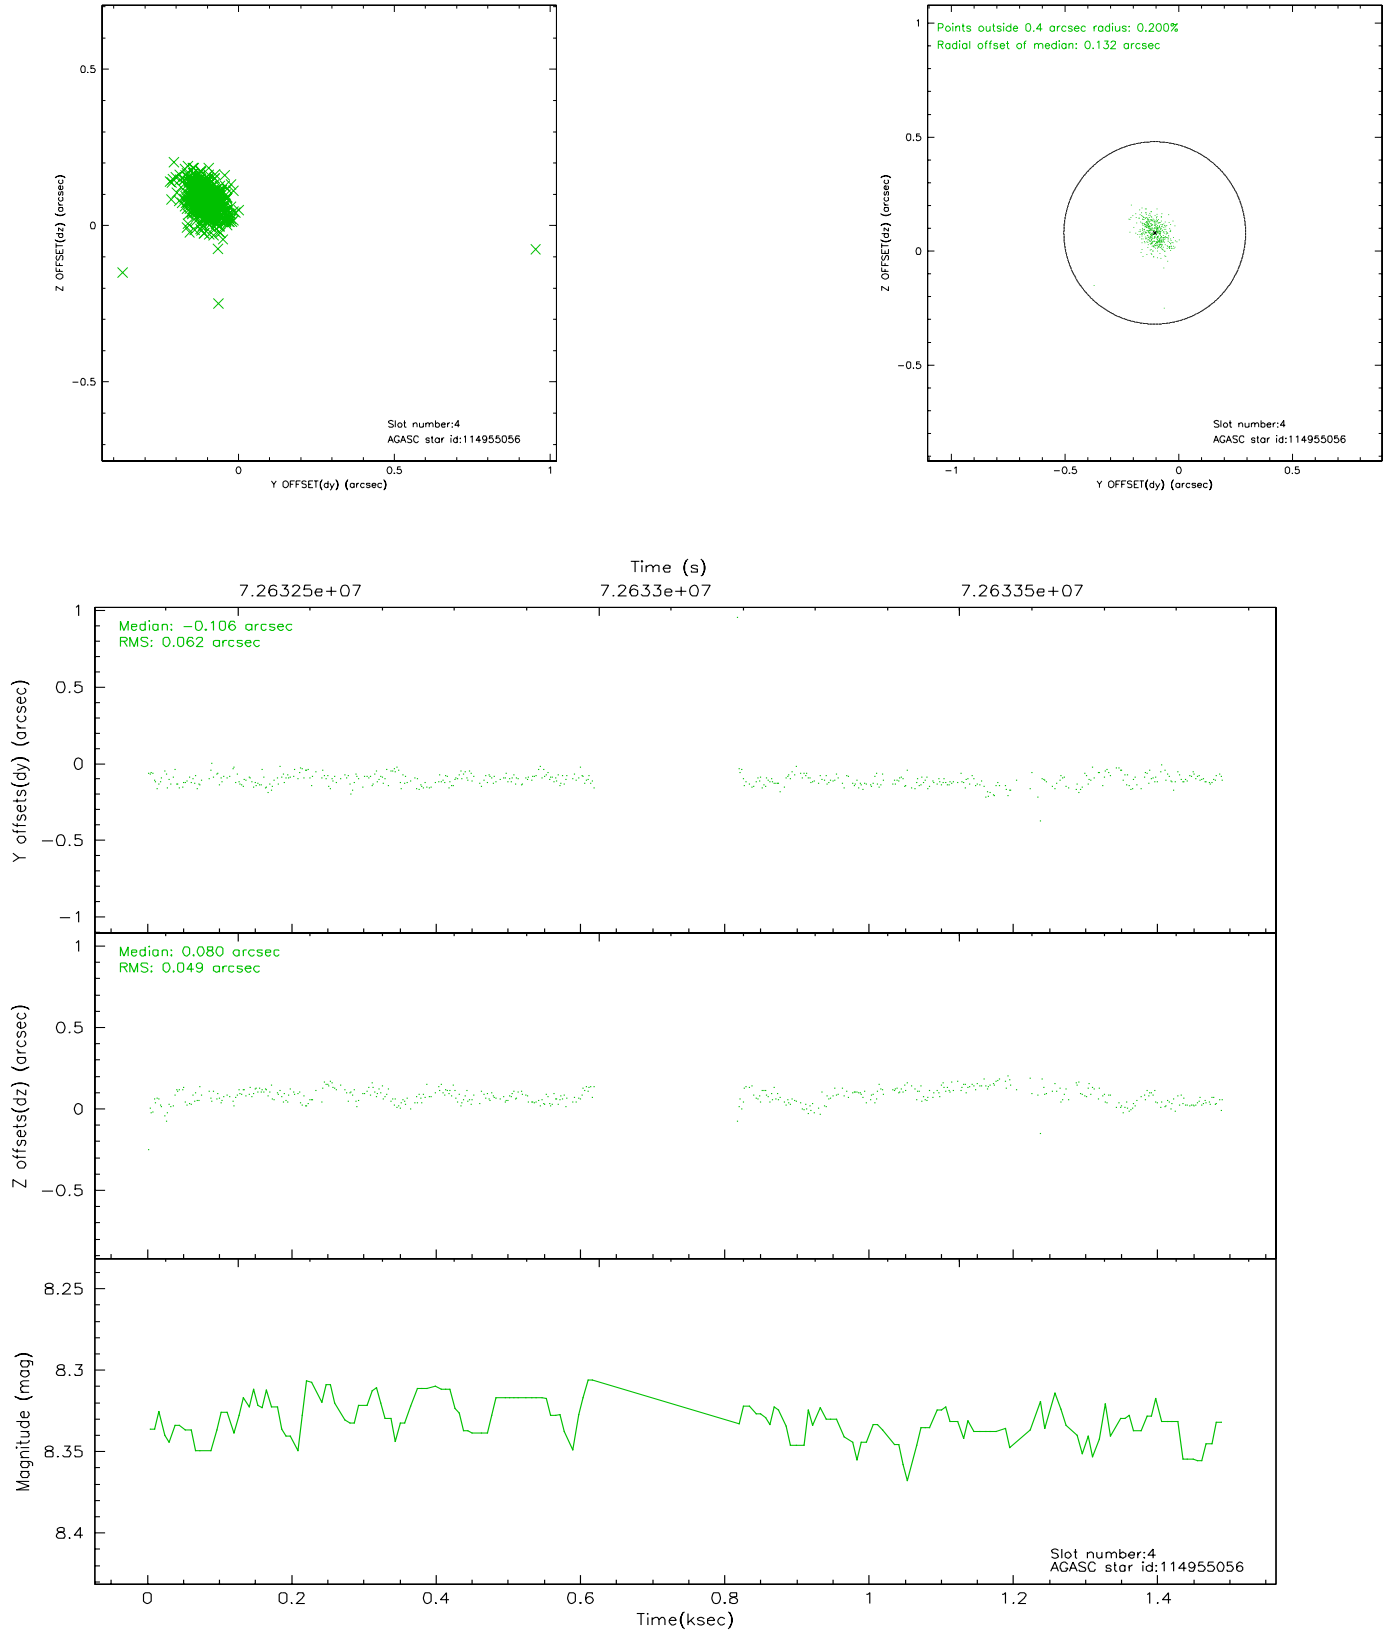 0.5
0
-0.5
Z OFFSET(dz) (arcsec)
Slot number:4
AGASC star id:114955056
0
0.5
1
Y OFFSET(dy) (arcsec)
Points outside 0.4 arcsec radius: 0.200%
Radial offset of median: 0.132 arcsec
1
0.5
0
-0.5
Z OFFSET(dz) (arcsec)
Slot number:4
AGASC star id:114955056
-1
-0.5
0
0.5
Y OFFSET(dy) (arcsec)
Time (s)
7.26325e+07
7.2633e+07
7.26335e+07
Median: -0.106 arcsec
RMS: 0.062 arcsec
1
0.5
0
-0.5
-1
Y offsets(dy) (arcsec)
Median: 0.080 arcsec
RMS: 0.049 arcsec
1
0.5
0
-0.5
Z offsets(dz) (arcsec)
8.25
8.3
8.35
8.4
Magnitude (mag)
Slot number:4
AGASC star id:114955056
0
0.2
0.4
0.6
0.8
1
1.2
1.4
Time(ksec)